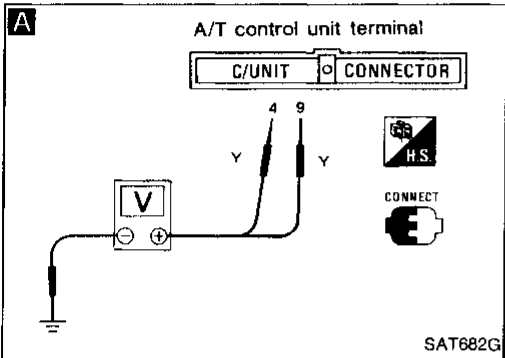 A
A/T control unit terminal
C/UNIT O CONNECTOR
4 9
Y Y
H.S.
V
CONNECT
- +
SAT682G